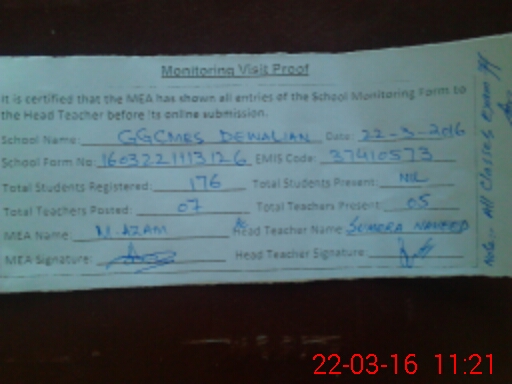 Monitoring Visit Proof
It is certified that the MEA has shown all entries of the School Monitoring Form to
the Head Teacher before its online submission.
School Name: GGCMES DEWALIAN Date: 22-3-2016
School Form No: 1603221113126 EMIS Code: 37410573
Total Students Registered: 176 Total Students Present: NIL
Total Teachers Posted: 07 Total Teachers Present: 05
MEA Name: N. AZAM Head Teacher Name: SUMERA NAVEED
MEA Signature: Head Teacher Signature:
Note:- All Classes exam
22-03-16 11:21